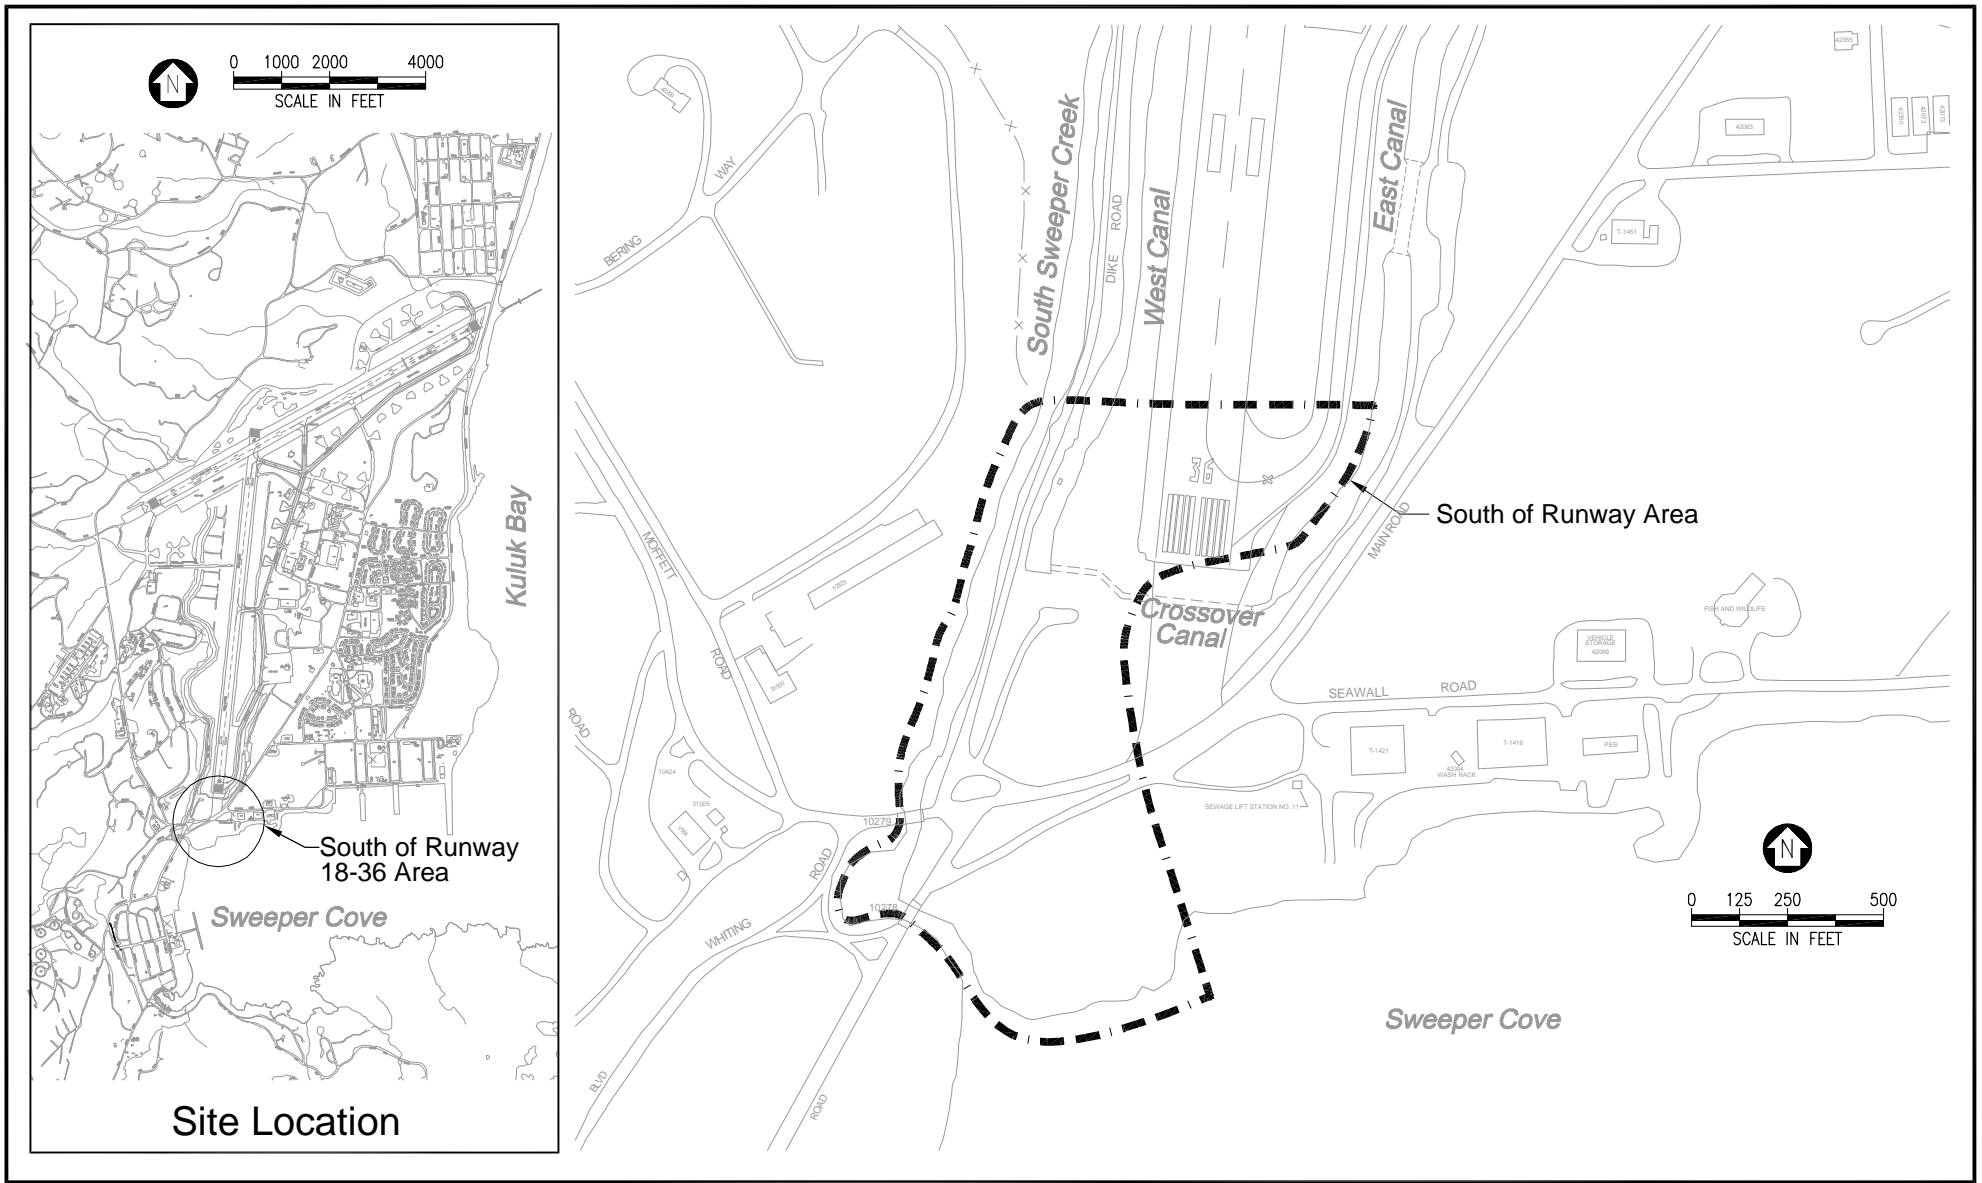 N
0 1000 2000 4000
SCALE IN FEET
Kuluk Bay
South of Runway
18-36 Area
Sweeper Cove
Site Location
42200
WAY
BERING
South Sweeper Creek
DIKE ROAD
West Canal
East Canal
42355
42063
T-1451
36
South of Runway Area
MAIN ROAD
MOFFETT
ROAD
Crossover
Canal
FISH AND WILDLIFE
VEHICLE
STORAGE
42069
SEAWALL ROAD
ROAD
T-1421
T-1416
PEB
42094
WASH RACK
SEWAGE LIFT STATION NO. 11
10424
31005
10279
ROAD
10278
WHITING
N
0 125 250 500
SCALE IN FEET
Sweeper Cove
BLVD
ROAD